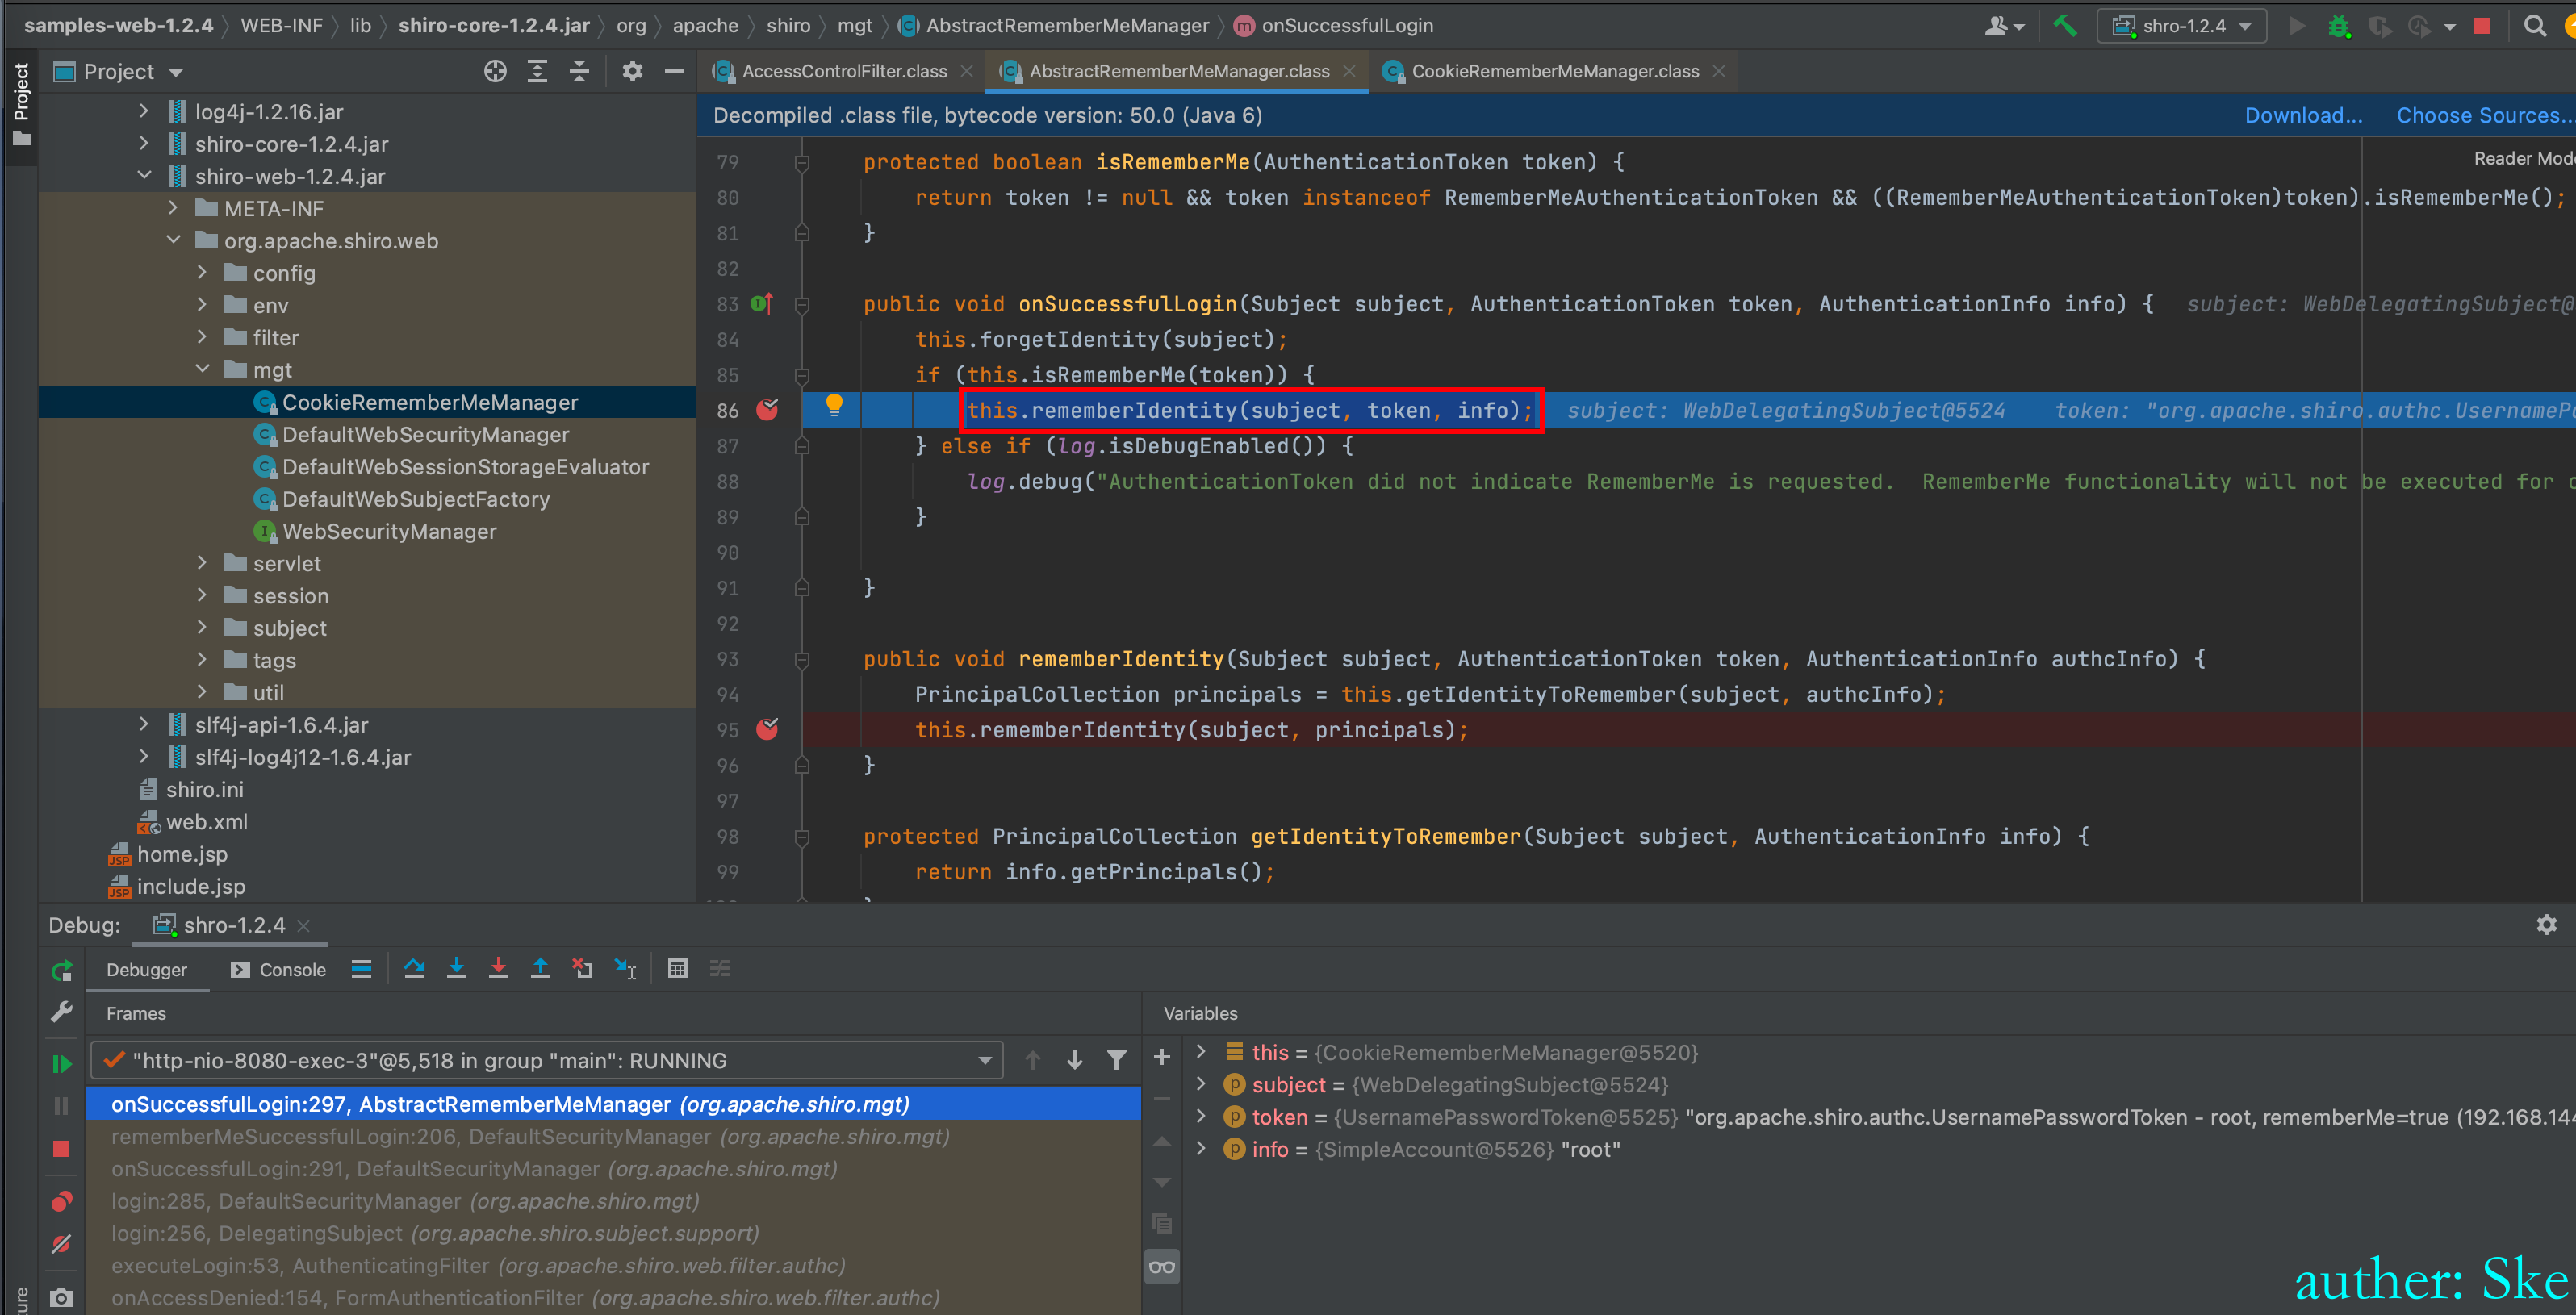 samples-web-1.2.4 WEB-INF lib shiro-core-1.2.4.jar org apache shiro mgt AbstractRememberMeManager onSuccessfulLogin shro-1.2.4
Project
Project
AccessControlFilter.class AbstractRememberMeManager.class CookieRememberMeManager.class
Decompiled .class file, bytecode version: 50.0 (Java 6) Download... Choose Sources...
Reader Mod
log4j-1.2.16.jar
shiro-core-1.2.4.jar
shiro-web-1.2.4.jar
META-INF
org.apache.shiro.web
config
env
filter
mgt
CookieRememberMeManager
DefaultWebSecurityManager
DefaultWebSessionStorageEvaluator
DefaultWebSubjectFactory
WebSecurityManager
servlet
session
subject
tags
util
slf4j-api-1.6.4.jar
slf4j-log4j12-1.6.4.jar
shiro.ini
web.xml
home.jsp
include.jsp
79 protected boolean isRememberMe(AuthenticationToken token) {
80 return token != null && token instanceof RememberMeAuthenticationToken && ((RememberMeAuthenticationToken)token).isRememberMe();
81 }
82
83 public void onSuccessfulLogin(Subject subject, AuthenticationToken token, AuthenticationInfo info) { subject: WebDelegatingSubject@
84 this.forgetIdentity(subject);
85 if (this.isRememberMe(token)) {
86 this.rememberIdentity(subject, token, info); subject: WebDelegatingSubject@5524 token: "org.apache.shiro.authc.UsernamePa
87 } else if (log.isDebugEnabled()) {
88 log.debug("AuthenticationToken did not indicate RememberMe is requested.  RememberMe functionality will not be executed for
89 }
90
91 }
92
93 public void rememberIdentity(Subject subject, AuthenticationToken token, AuthenticationInfo authcInfo) {
94 PrincipalCollection principals = this.getIdentityToRemember(subject, authcInfo);
95 this.rememberIdentity(subject, principals);
96 }
97
98 protected PrincipalCollection getIdentityToRemember(Subject subject, AuthenticationInfo info) {
99 return info.getPrincipals();
Debug: shro-1.2.4
Debugger Console
Frames
Variables
"http-nio-8080-exec-3"@5,518 in group "main": RUNNING
onSuccessfulLogin:297, AbstractRememberMeManager (org.apache.shiro.mgt)
rememberMeSuccessfulLogin:206, DefaultSecurityManager (org.apache.shiro.mgt)
onSuccessfulLogin:291, DefaultSecurityManager (org.apache.shiro.mgt)
login:285, DefaultSecurityManager (org.apache.shiro.mgt)
login:256, DelegatingSubject (org.apache.shiro.subject.support)
executeLogin:53, AuthenticatingFilter (org.apache.shiro.web.filter.authc)
onAccessDenied:154, FormAuthenticationFilter (org.apache.shiro.web.filter.authc)
this = {CookieRememberMeManager@5520}
subject = {WebDelegatingSubject@5524}
token = {UsernamePasswordToken@5525} "org.apache.shiro.authc.UsernamePasswordToken - root, rememberMe=true (192.168.144
info = {SimpleAccount@5526} "root"
auther: Ske